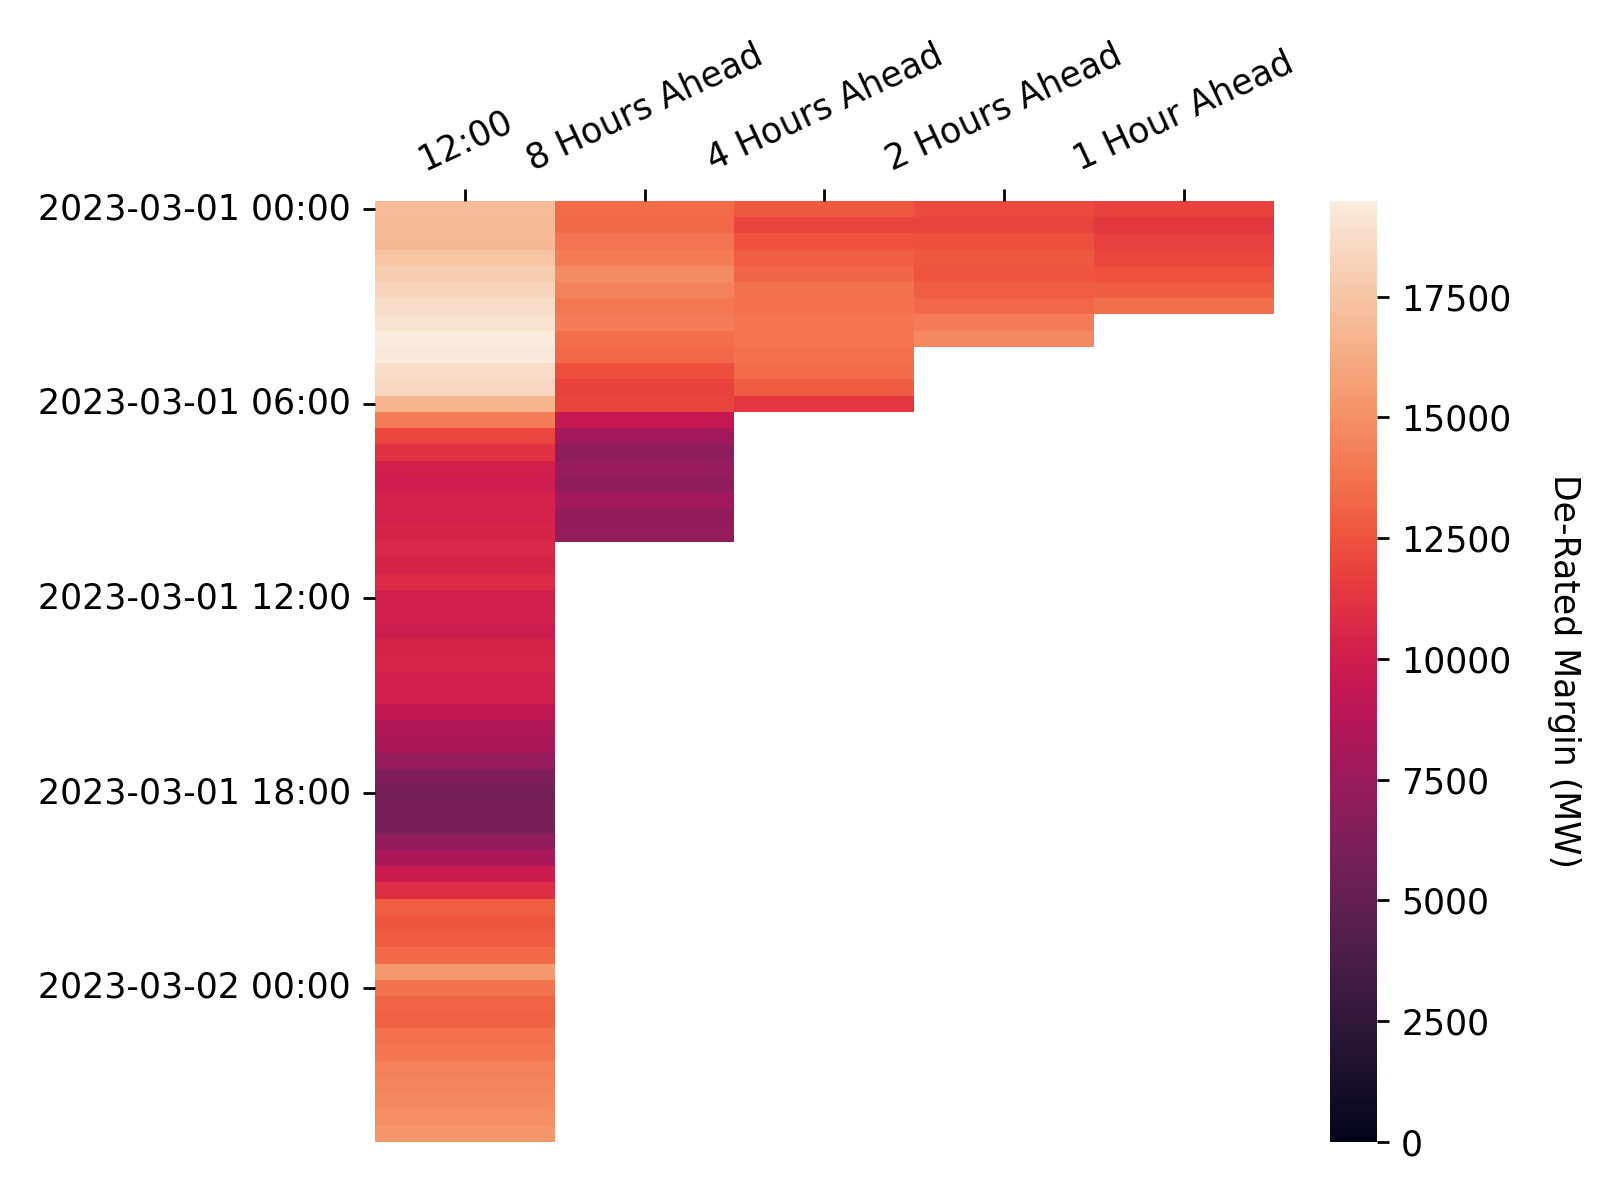 12:00
8 Hours Ahead
4 Hours Ahead
2 Hours Ahead
1 Hour Ahead
2023-03-01 00:00
2023-03-01 06:00
2023-03-01 12:00
2023-03-01 18:00
2023-03-02 00:00
17500
15000
12500
10000
7500
5000
2500
0
De-Rated Margin (MW)